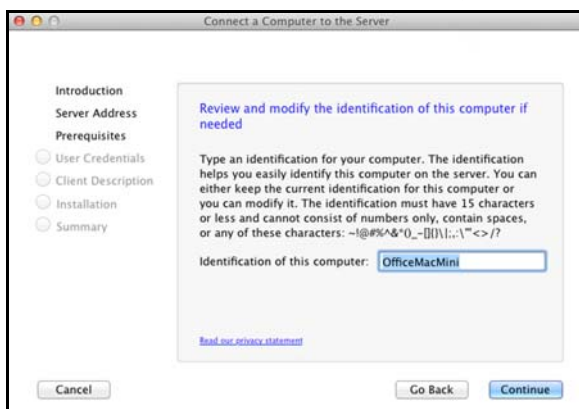 Connect a Computer to the Server
Introduction
Server Address
Prerequisites
User Credentials
Client Description
Installation
Summary
Review and modify the identification of this computer if
needed
Type an identification for your computer. The identification
helps you easily identify this computer on the server. You can
either keep the current identification for this computer or
you can modify it. The identification must have 15 characters
or less and cannot consist of numbers only, contain spaces,
or any of these characters: ~!@#%^&*()_-[]{}\|;,:\'"<>/?
Identification of this computer: OfficeMacMini
Read our privacy statement
Cancel
Go Back
Continue